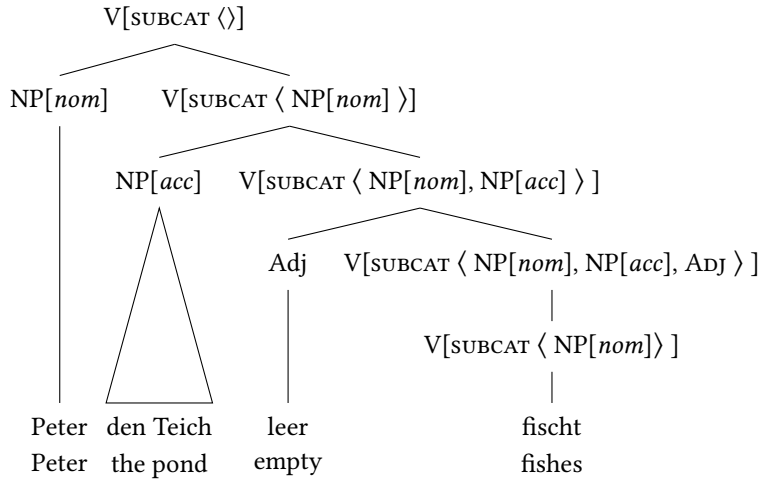 V[SUBCAT ⟨⟩]
NP[nom] V[SUBCAT ⟨ NP[nom] ⟩]
NP[acc] V[SUBCAT ⟨ NP[nom], NP[acc] ⟩ ]
Adj V[SUBCAT ⟨ NP[nom], NP[acc], ADJ ⟩ ]
V[SUBCAT ⟨ NP[nom]⟩ ]
Peter den Teich leer fischt
Peter the pond empty fishes